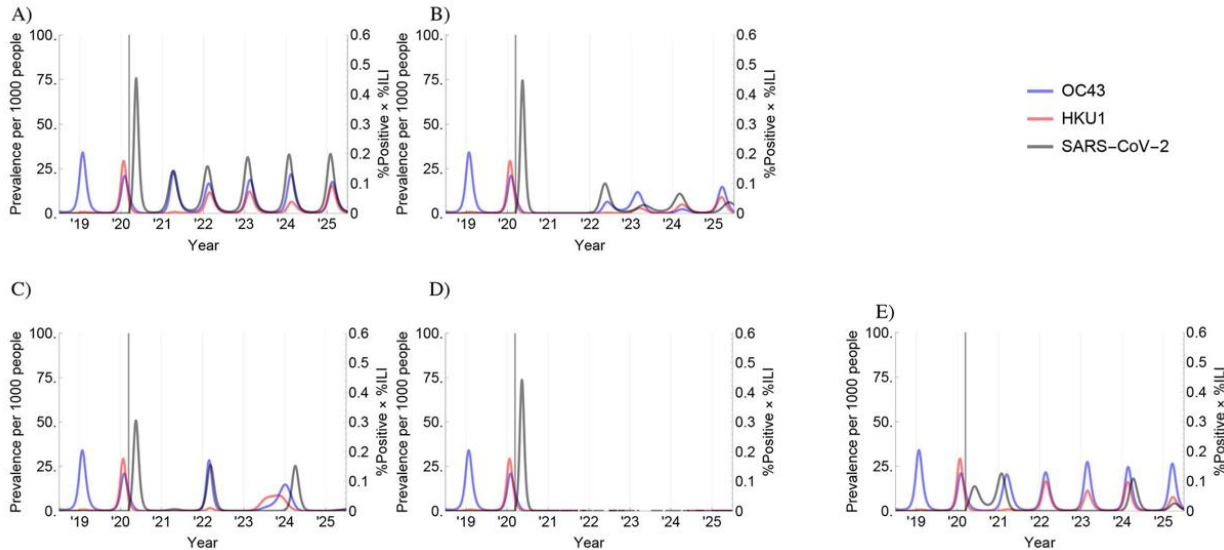 A)
Prevalence per 1000 people
100.
75.
50.
25.
0.
0.6
0.5
0.4
0.3
0.2
0.1
0
%Positive × %ILI
'19 '20 '21 '22 '23 '24 '25
Year
B)
Prevalence per 1000 people
100.
75.
50.
25.
0.
0.6
0.5
0.4
0.3
0.2
0.1
0
%Positive × %ILI
'19 '20 '21 '22 '23 '24 '25
Year
OC43
HKU1
SARS-CoV-2
C)
Prevalence per 1000 people
100.
75.
50.
25.
0.
0.6
0.5
0.4
0.3
0.2
0.1
0
%Positive × %ILI
'19 '20 '21 '22 '23 '24 '25
Year
D)
Prevalence per 1000 people
100.
75.
50.
25.
0.
0.6
0.5
0.4
0.3
0.2
0.1
0
%Positive × %ILI
'19 '20 '21 '22 '23 '24 '25
Year
E)
Prevalence per 1000 people
100.
75.
50.
25.
0.
0.6
0.5
0.4
0.3
0.2
0.1
0
%Positive × %ILI
'19 '20 '21 '22 '23 '24 '25
Year